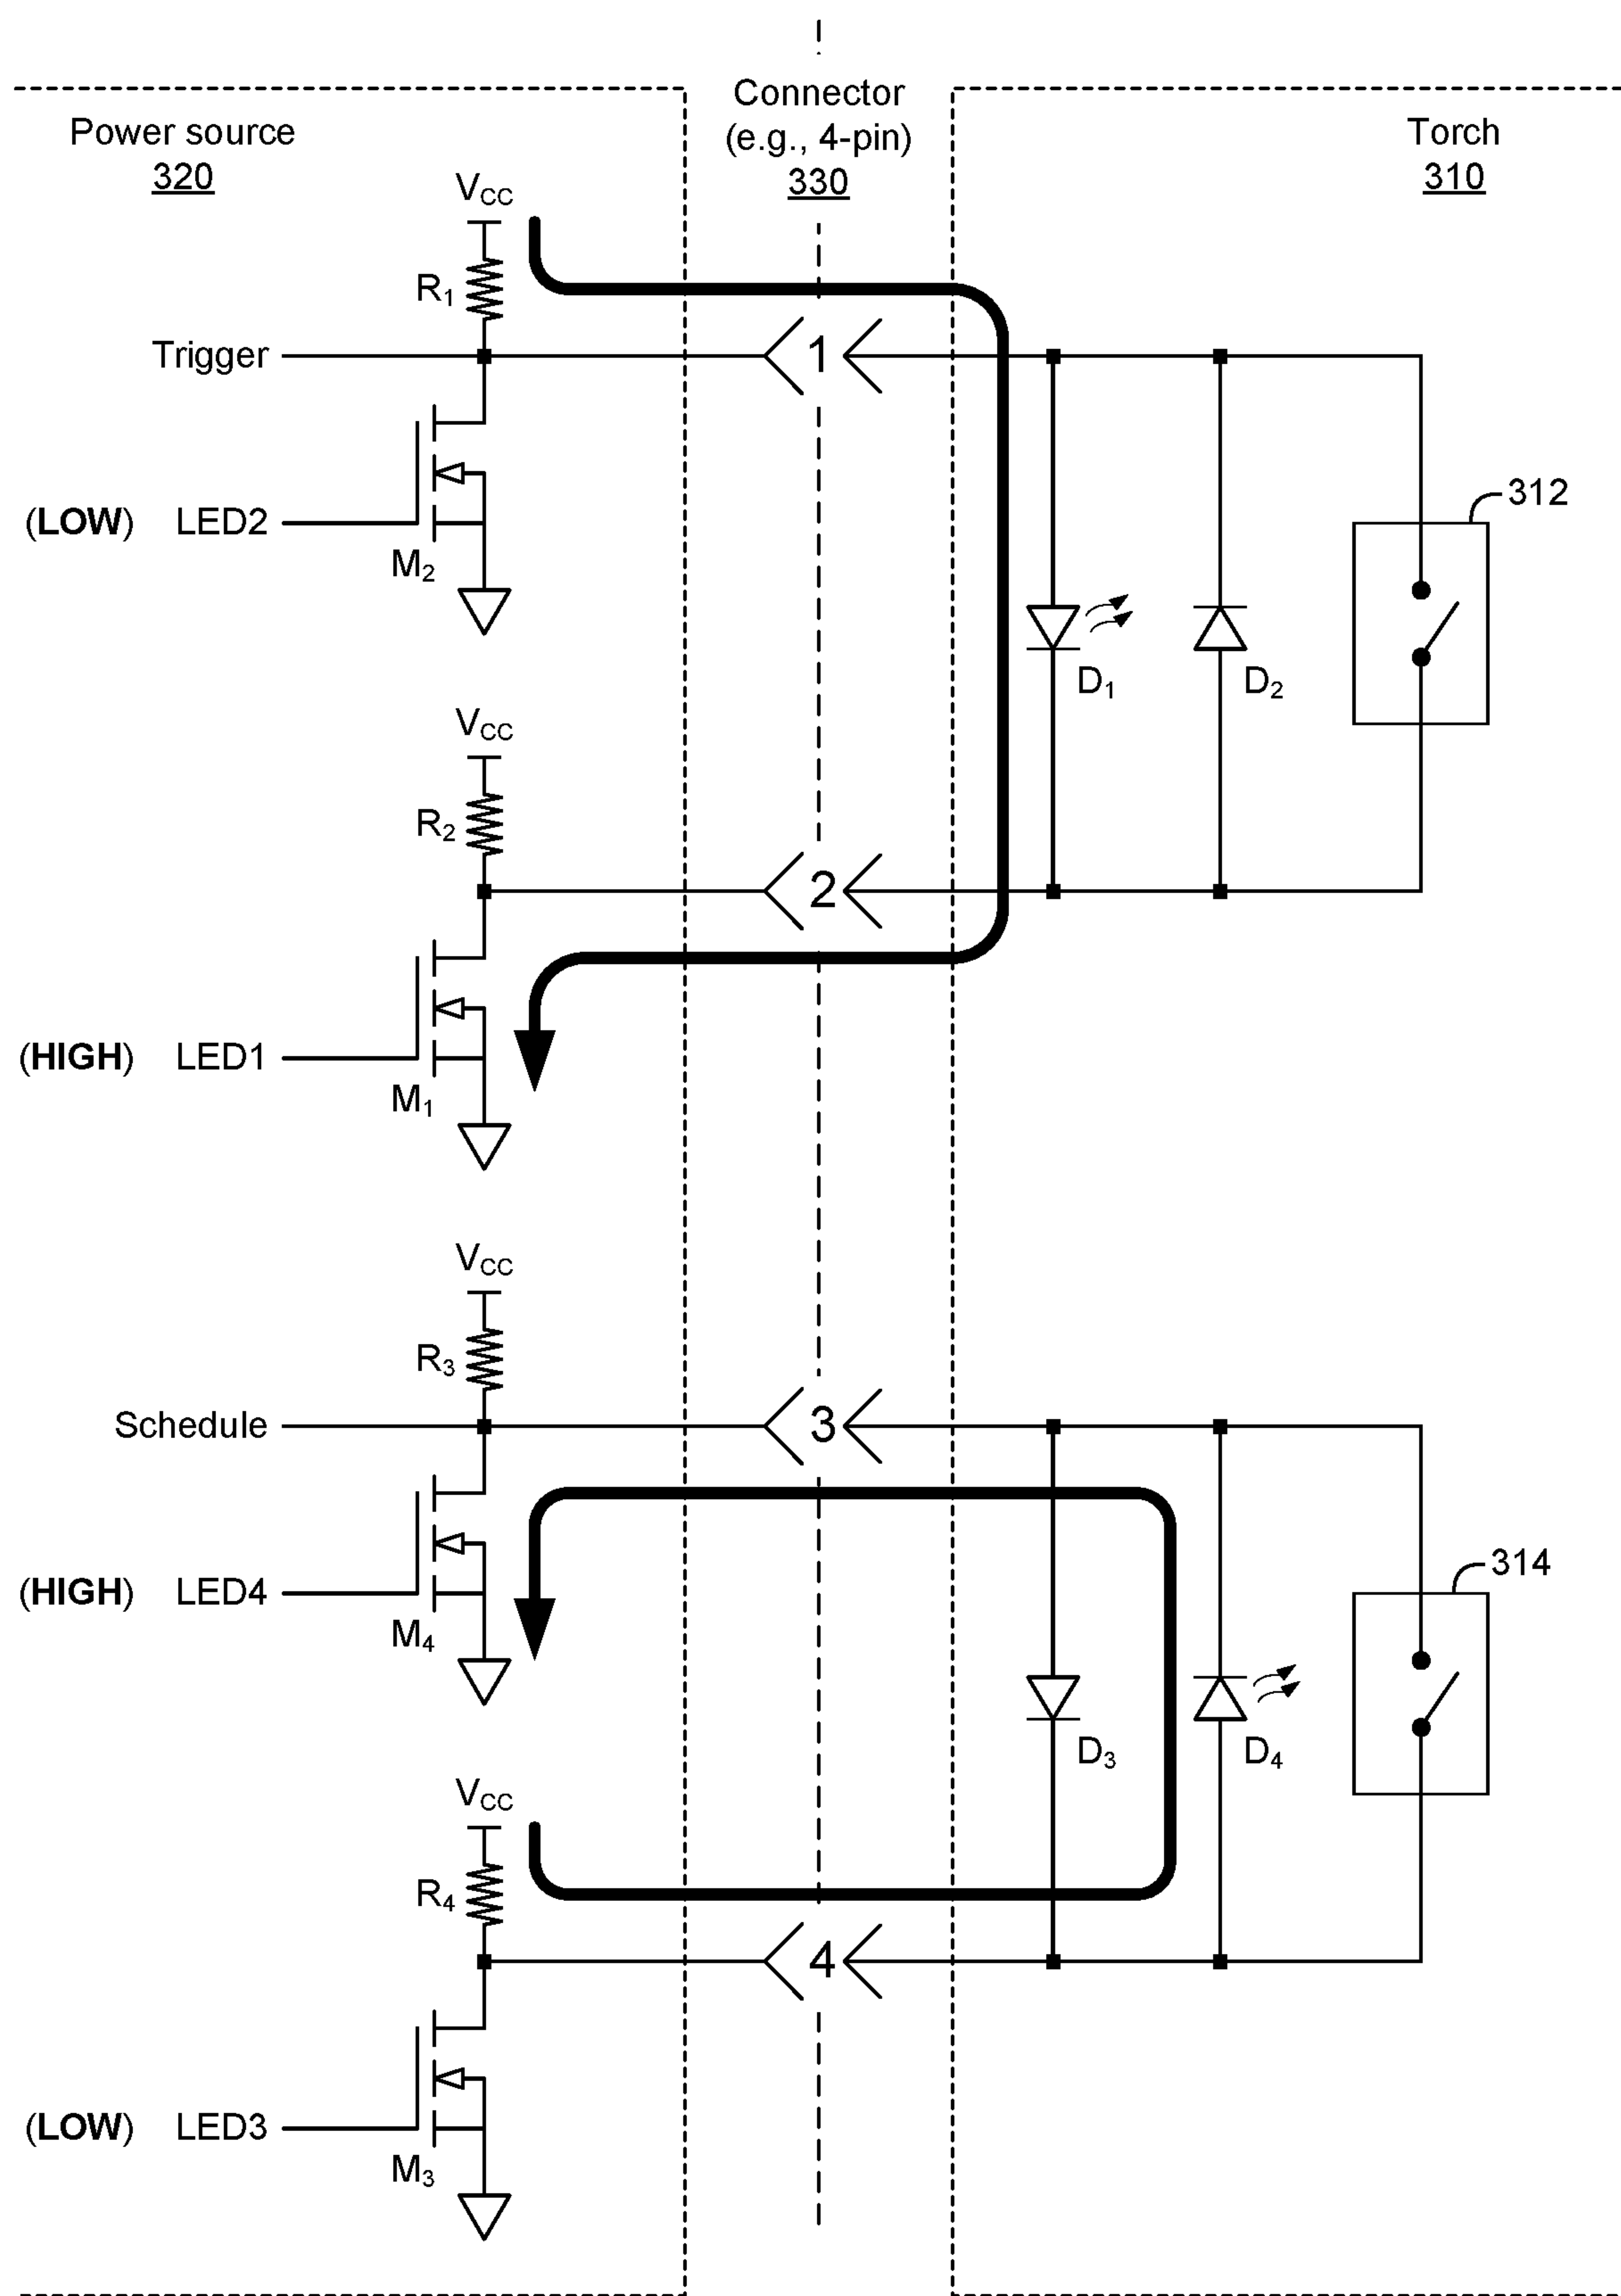 Connector
(e.g., 4-pin)
330
Power source
320
Torch
310
VCC
R1
Trigger
1
(LOW) LED2
M2
312
D1
D2
VCC
R2
2
(HIGH) LED1
M1
VCC
R3
Schedule
3
(HIGH) LED4
M4
314
D3
D4
VCC
R4
4
(LOW) LED3
M3